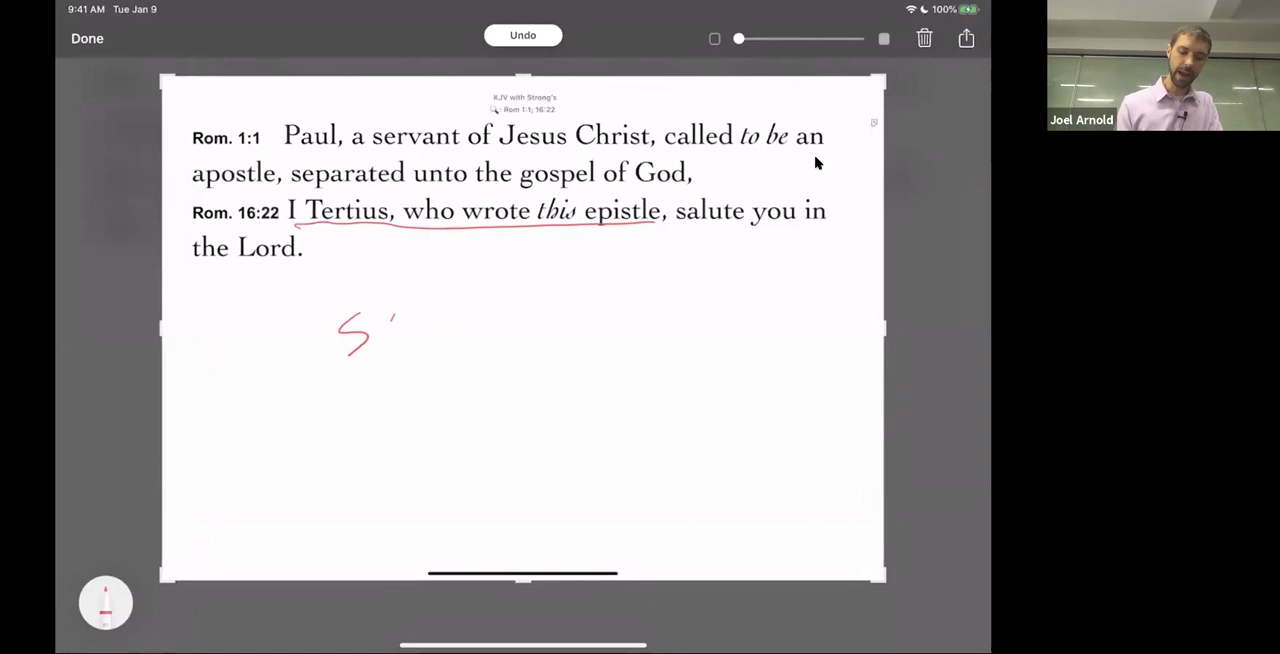 9:41 AM Tue Jan 9
100%
Done
Undo
KJV with Strong's
Rom 1:1; 16:22
Rom. 1:1 Paul, a servant of Jesus Christ, called to be an
apostle, separated unto the gospel of God,
Rom. 16:22 I Tertius, who wrote this epistle, salute you in
the Lord.
S
Joel Arnold